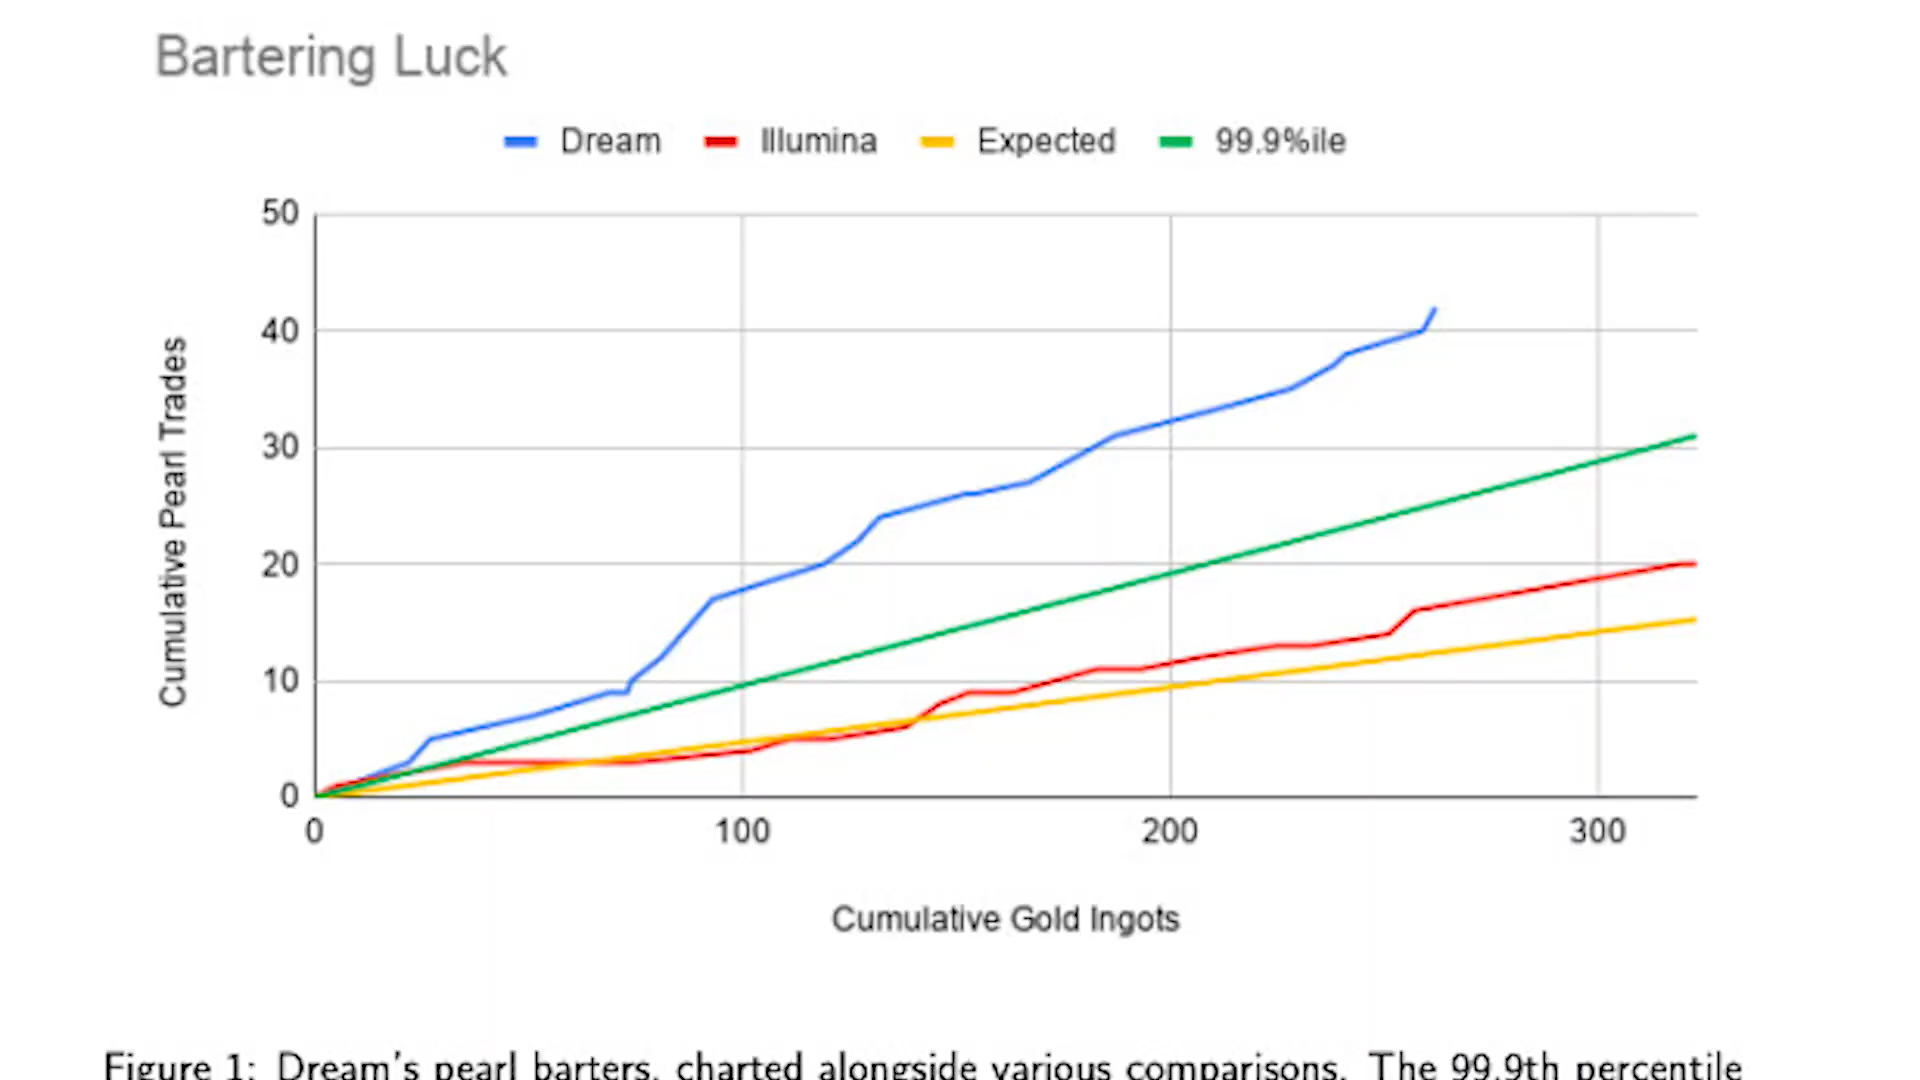 Bartering Luck
Dream Illumina Expected 99.9%ile
50
40
30
20
10
0
Cumulative Pearl Trades
0 100 200 300
Cumulative Gold Ingots
Figure 1: Dream's pearl barters, charted alongside various comparisons. The 99.9th percentile